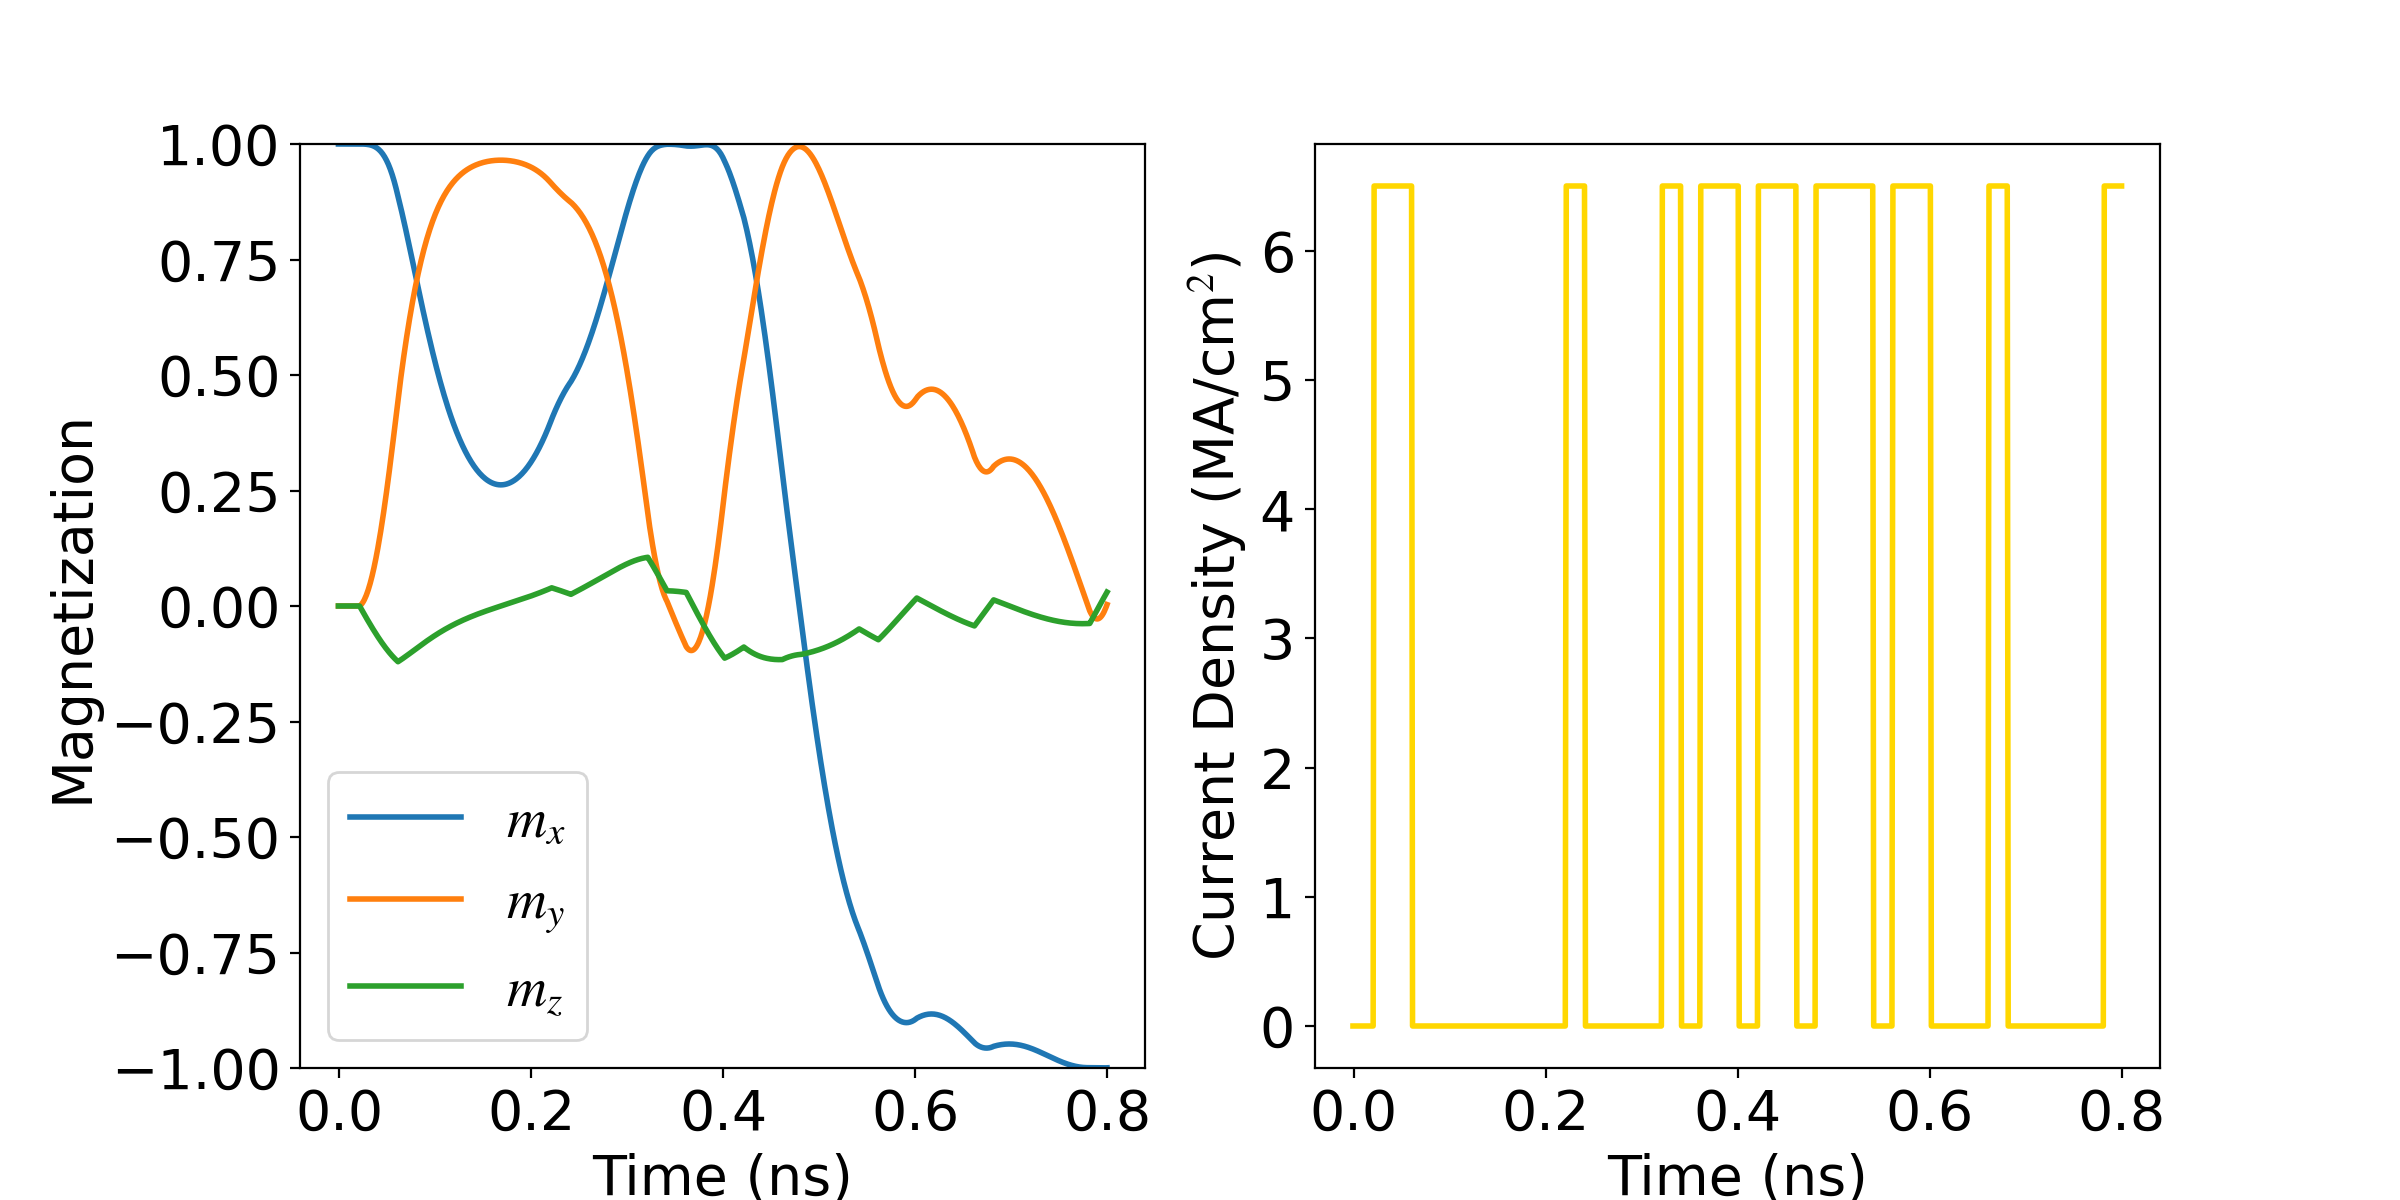 Magnetization
1.00
0.75
0.50
0.25
0.00
−0.25
−0.50
−0.75
−1.00
m_x
m_y
m_z
0.0 0.2 0.4 0.6 0.8
Time (ns)
Current Density (MA/cm²)
6
5
4
3
2
1
0
0.0 0.2 0.4 0.6 0.8
Time (ns)